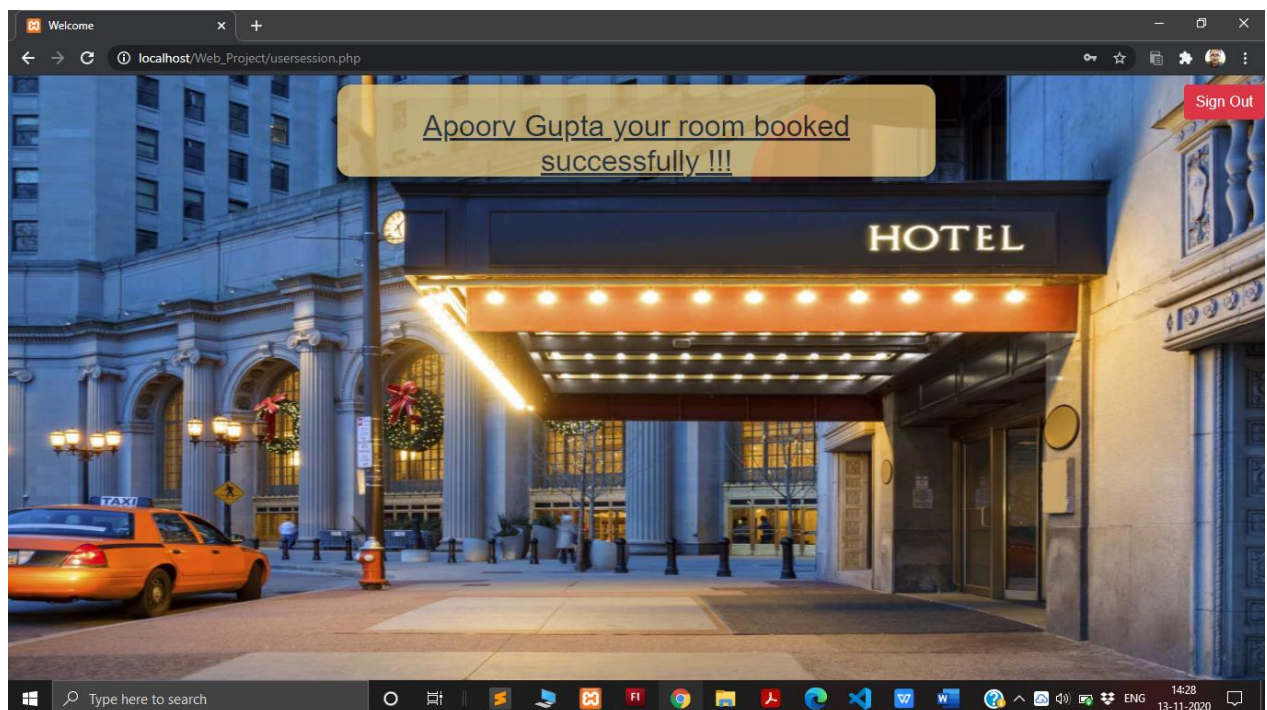 Welcome
localhost/Web_Project/usersession.php
Sign Out
Apoorv Gupta your room booked
successfully !!!
HOTEL
TAXI
Type here to search
FI
W
W
ENG
14:28
13-11-2020